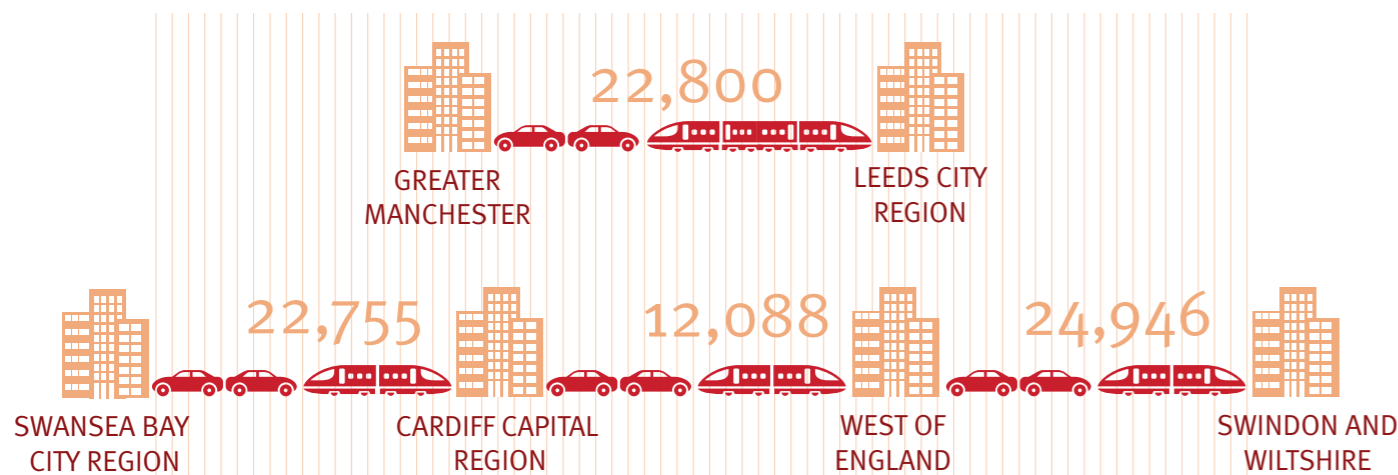 22,800
GREATER
MANCHESTER
LEEDS CITY
REGION
22,755
12,088
24,946
SWANSEA BAY
CITY REGION
CARDIFF CAPITAL
REGION
WEST OF
ENGLAND
SWINDON AND
WILTSHIRE